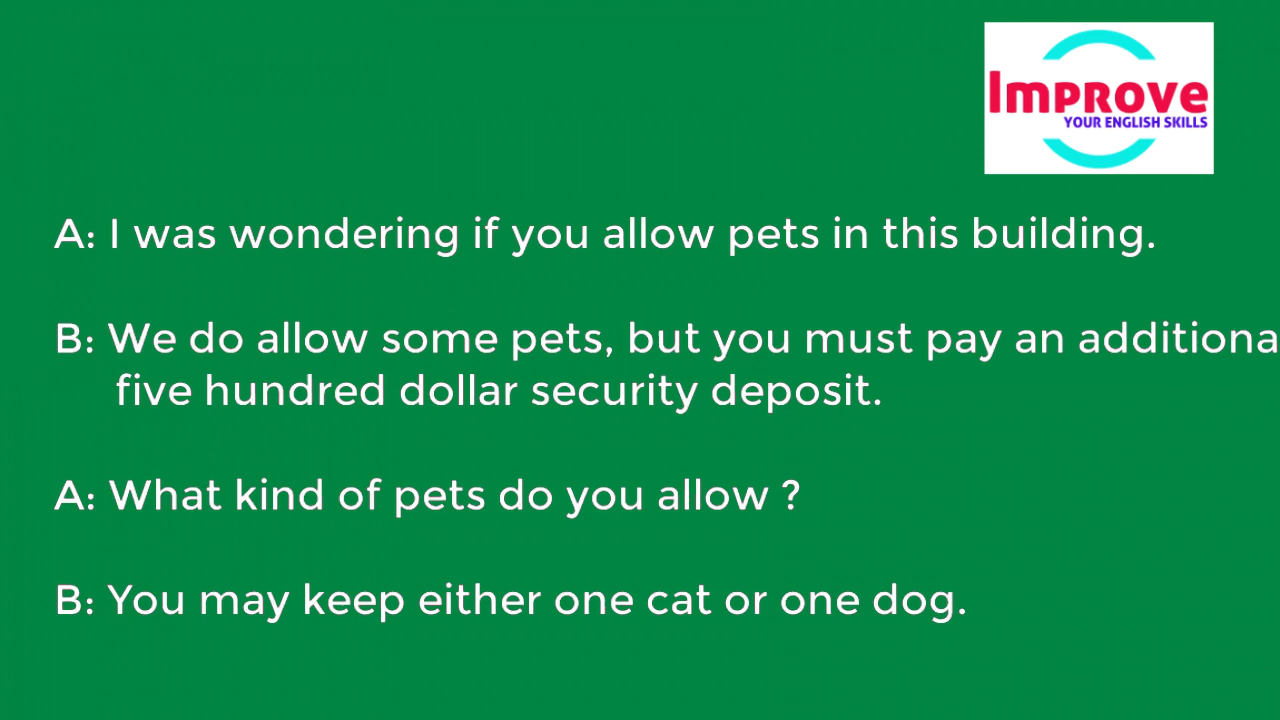 Improve
YOUR ENGLISH SKILLS
A: I was wondering if you allow pets in this building.
B: We do allow some pets, but you must pay an additiona
five hundred dollar security deposit.
A: What kind of pets do you allow ?
B: You may keep either one cat or one dog.